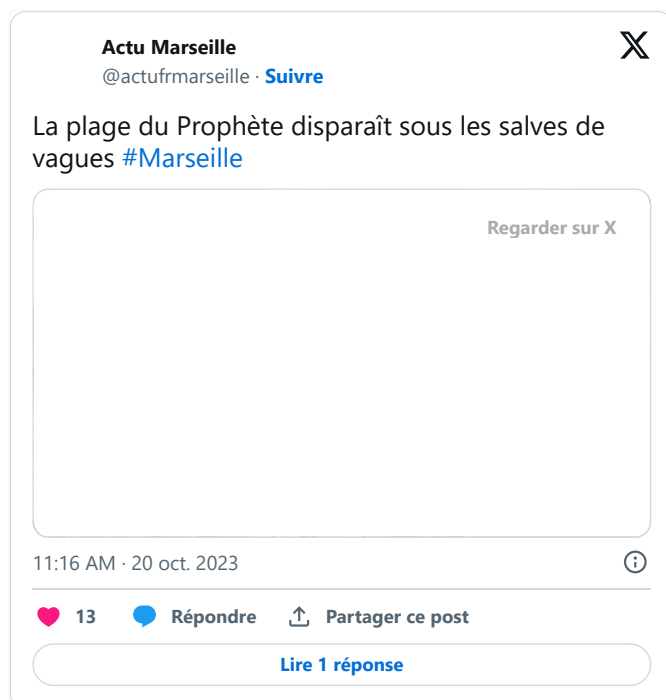 Actu Marseille
@actufrmarseille · Suivre
La plage du Prophète disparaît sous les salves de
vagues #Marseille
Regarder sur X
11:16 AM · 20 oct. 2023
13 Répondre Partager ce post
Lire 1 réponse